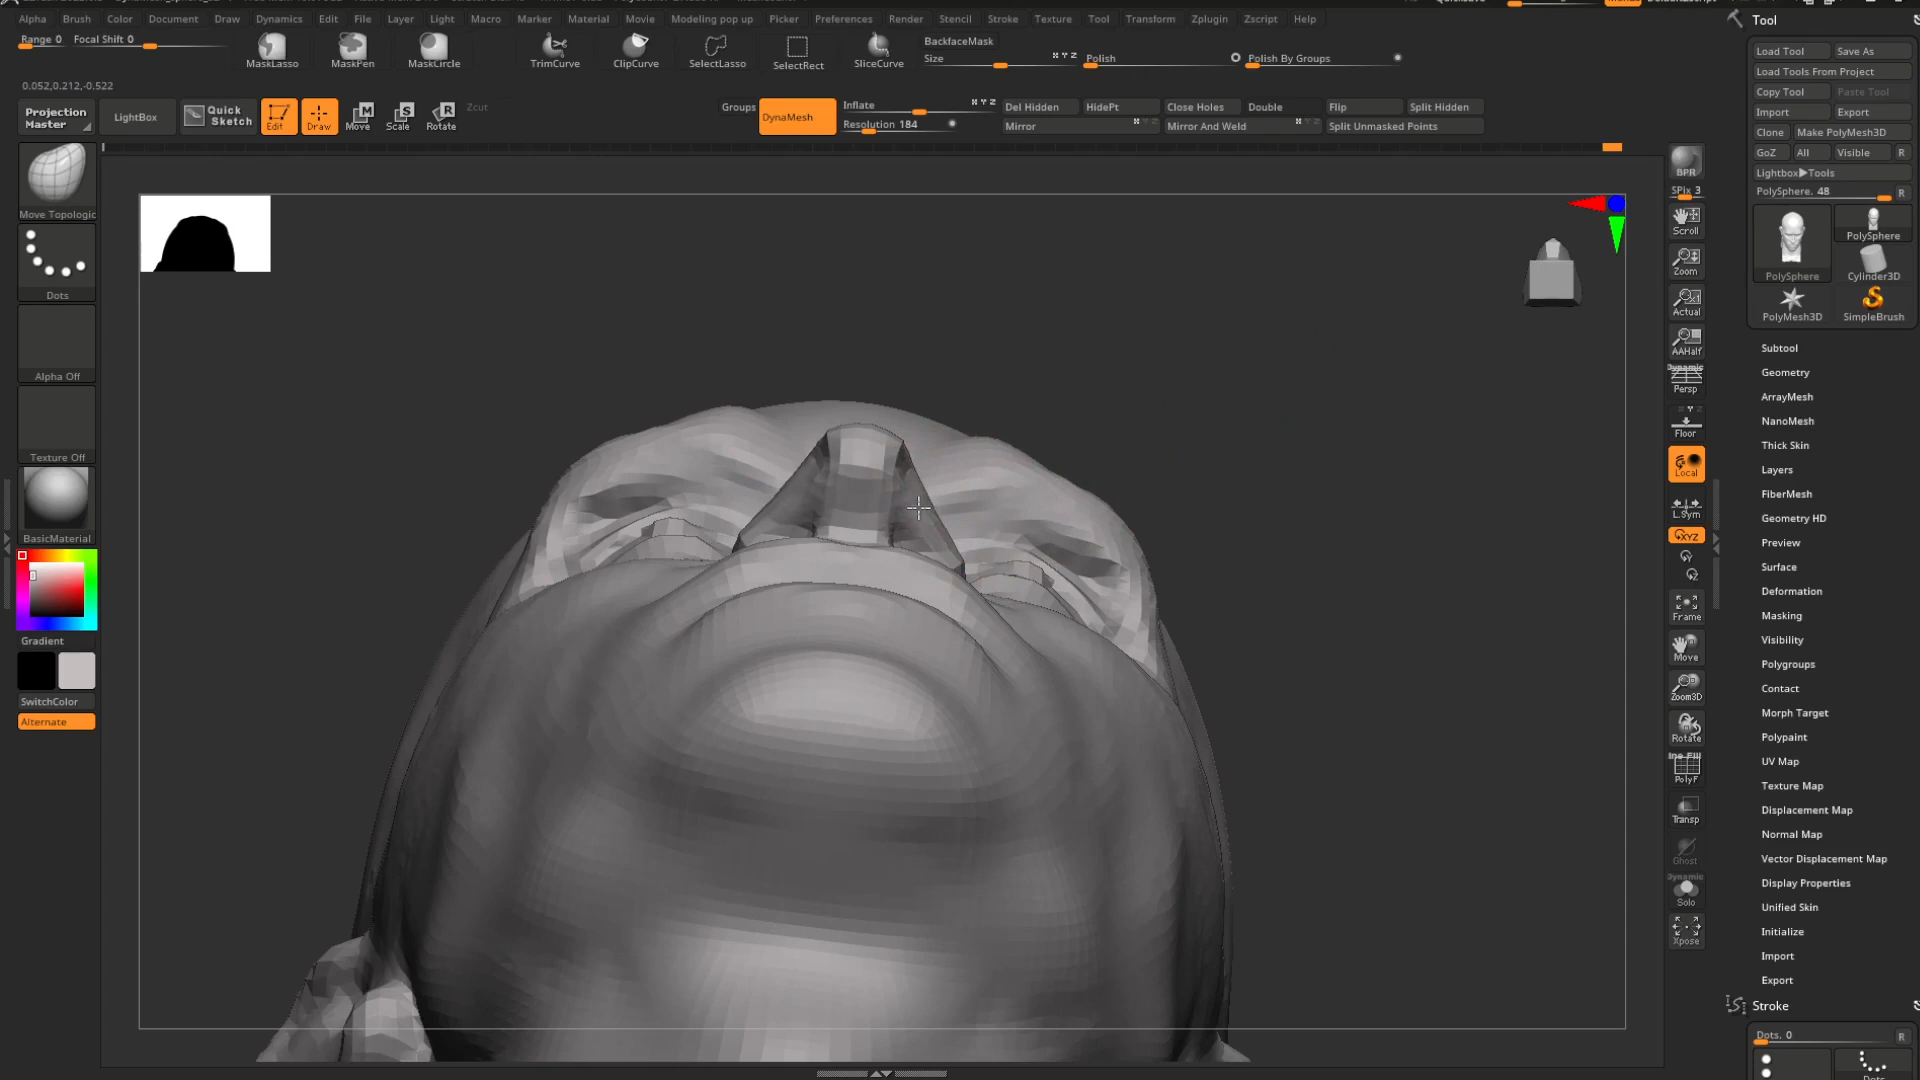 Alpha Brush Color Document Draw Dynamics Edit File Layer Light Macro Marker Material Movie Modeling pop up Picker Preferences Render Stencil Stroke Texture Tool Transform Zplugin Zscript Help
Range 0 Focal Shift 0
MaskLasso MaskPen MaskCircle TrimCurve ClipCurve SelectLasso SelectRect SliceCurve
BackfaceMask
Size X Y Z Polish Polish By Groups
0.052,0.212,-0.522
Projection Master
LightBox
Quick Sketch
Edit Draw Move Scale Rotate
Zcut
Groups DynaMesh
Inflate X Y Z
Resolution 184
Del Hidden HidePt Close Holes Double Flip Split Hidden
Mirror Mirror And Weld Split Unmasked Points
Move Topologic
Dots
Alpha Off
Texture Off
BasicMaterial
Gradient
SwitchColor
Alternate
BPR
SPix 3
Scroll
Zoom
Actual
AAHalf
Dynamic
Persp
Floor
Local
L.Sym
XYZ
Y
Z
Frame
Move
Zoom3D
Rotate
PolyF
Transp
Ghost
Dynamic
Solo
Xpose
Tool
Load Tool Save As
Load Tools From Project
Copy Tool Paste Tool
Import Export
Clone Make PolyMesh3D
GoZ All Visible R
Lightbox▶Tools
PolySphere. 48 R
PolySphere PolySphere
Cylinder3D
PolyMesh3D SimpleBrush
Subtool
Geometry
ArrayMesh
NanoMesh
Thick Skin
Layers
FiberMesh
Geometry HD
Preview
Surface
Deformation
Masking
Visibility
Polygroups
Contact
Morph Target
Polypaint
UV Map
Texture Map
Displacement Map
Normal Map
Vector Displacement Map
Display Properties
Unified Skin
Initialize
Import
Export
Stroke
Dots. 0 R